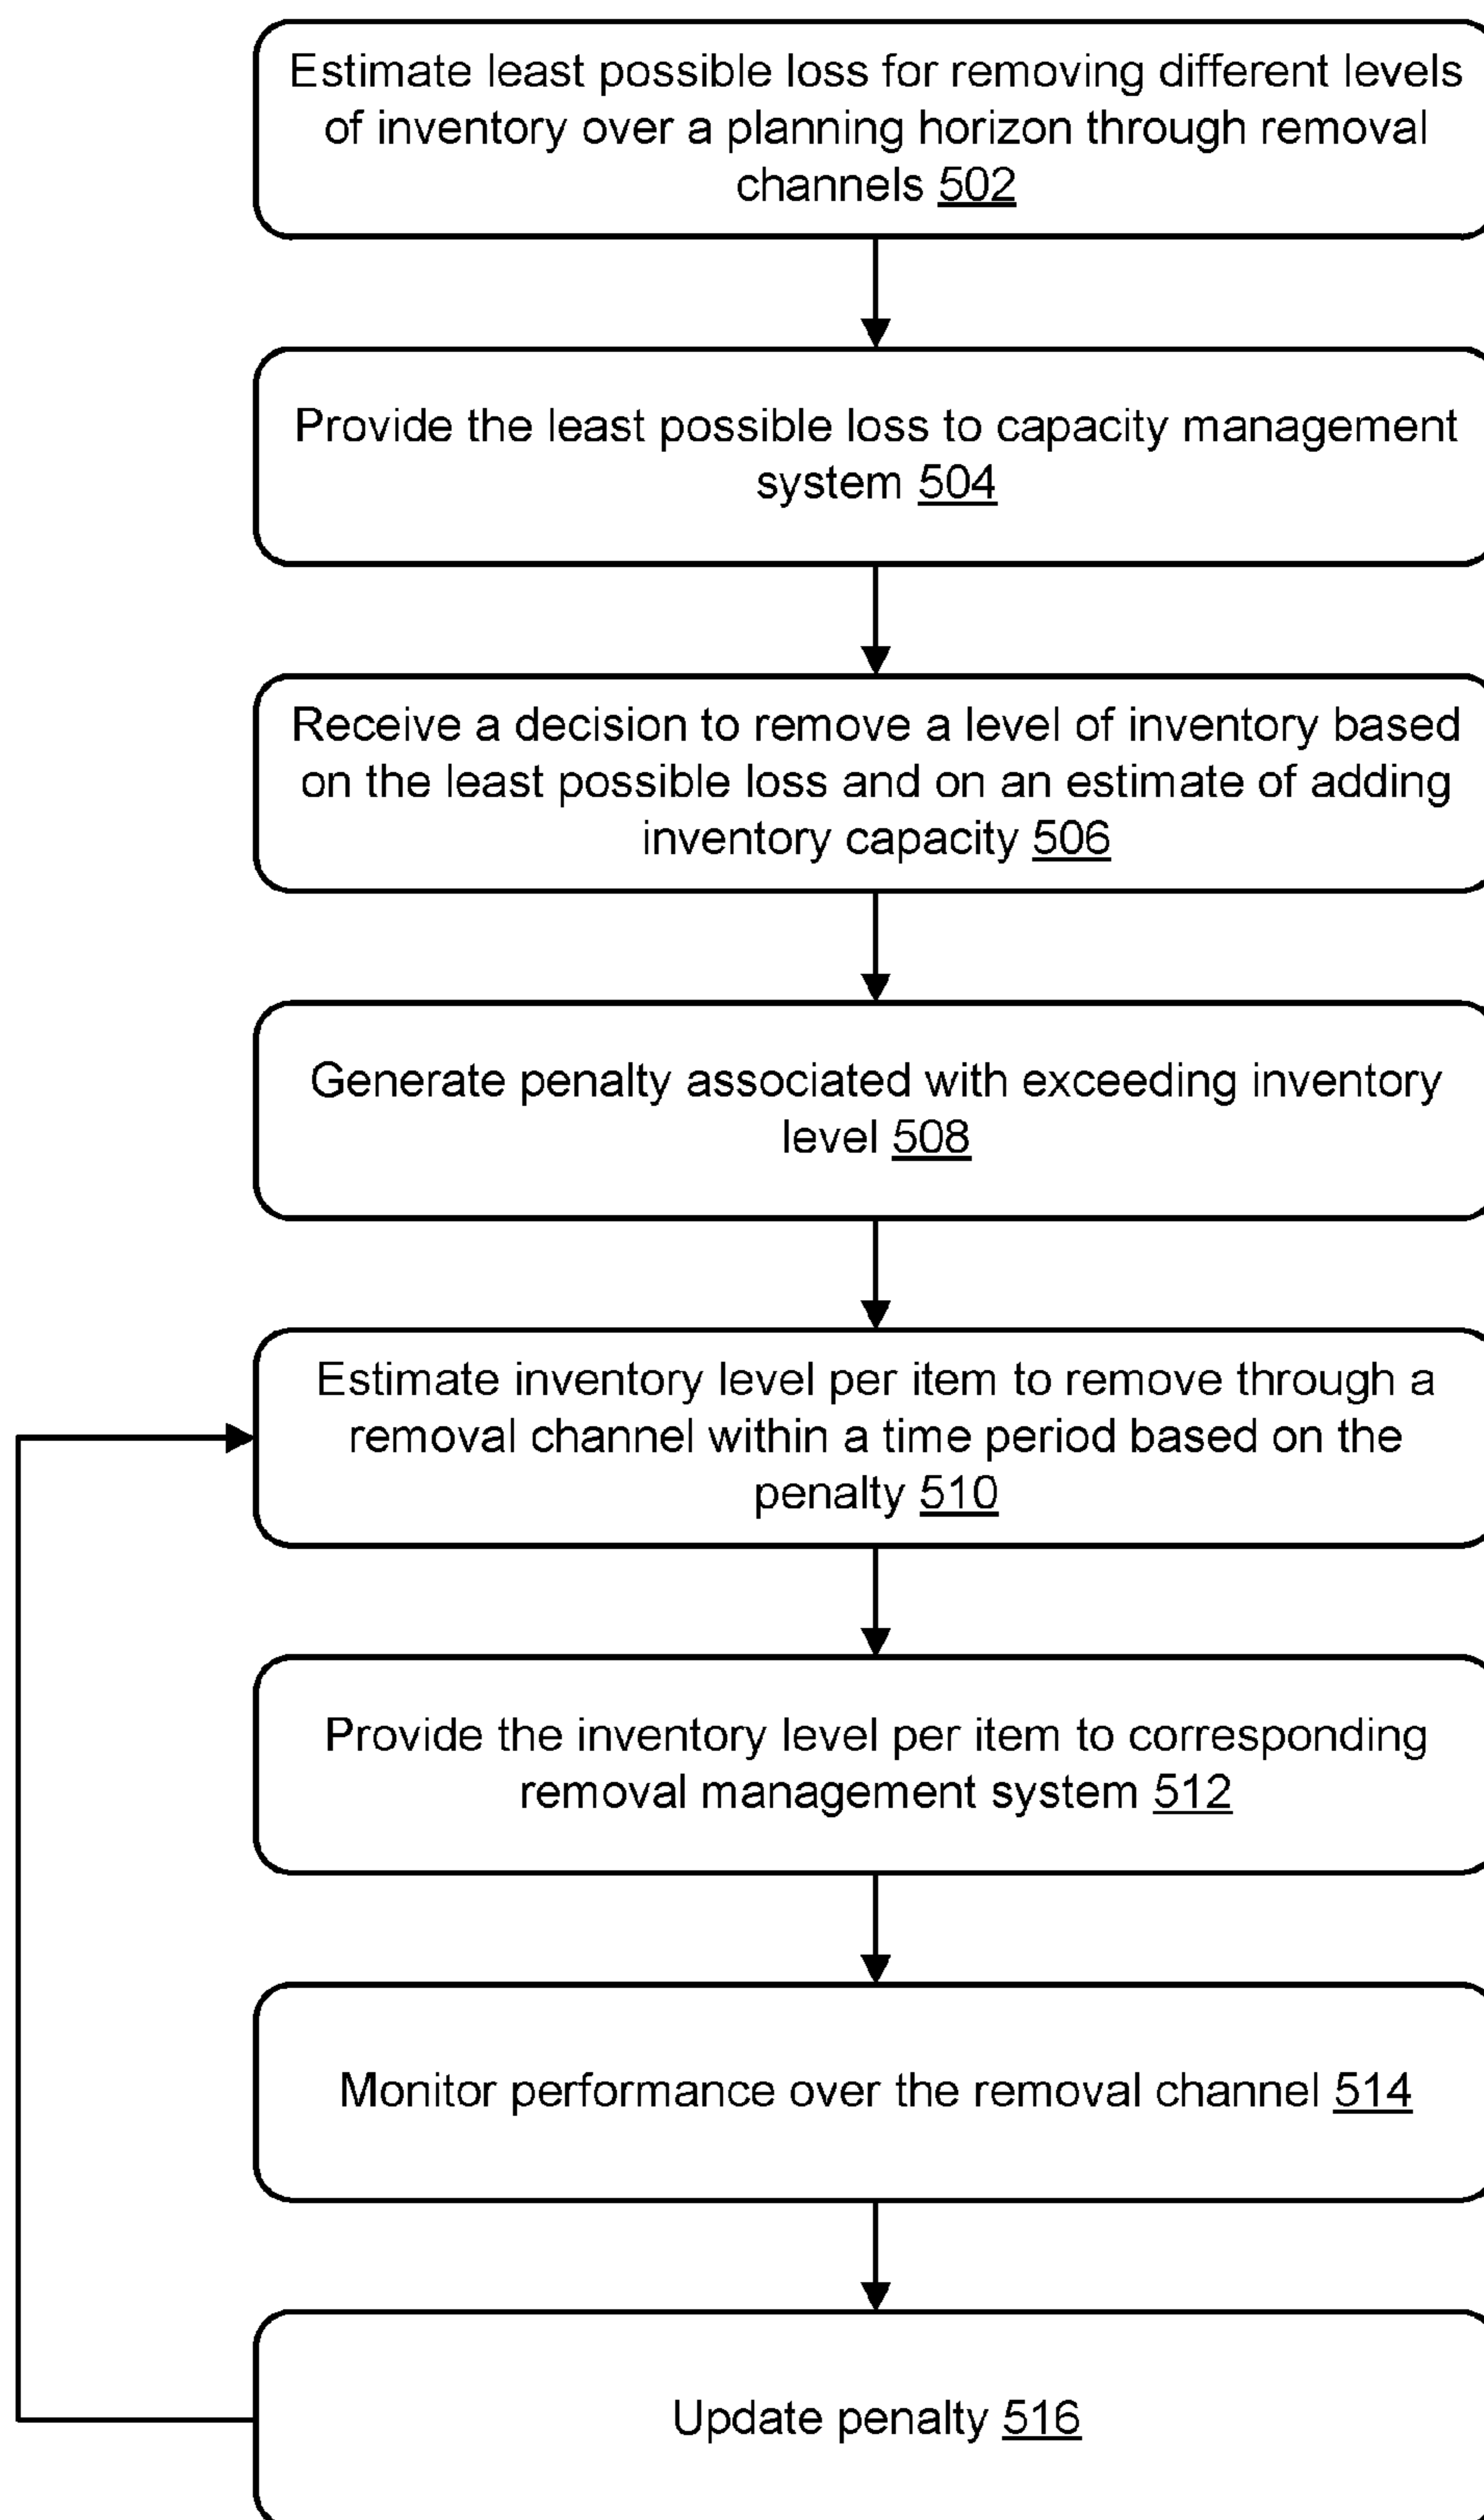 Estimate least possible loss for removing different levels
of inventory over a planning horizon through removal
channels 502
Provide the least possible loss to capacity management
system 504
Receive a decision to remove a level of inventory based
on the least possible loss and on an estimate of adding
inventory capacity 506
Generate penalty associated with exceeding inventory
level 508
Estimate inventory level per item to remove through a
removal channel within a time period based on the
penalty 510
Provide the inventory level per item to corresponding
removal management system 512
Monitor performance over the removal channel 514
Update penalty 516